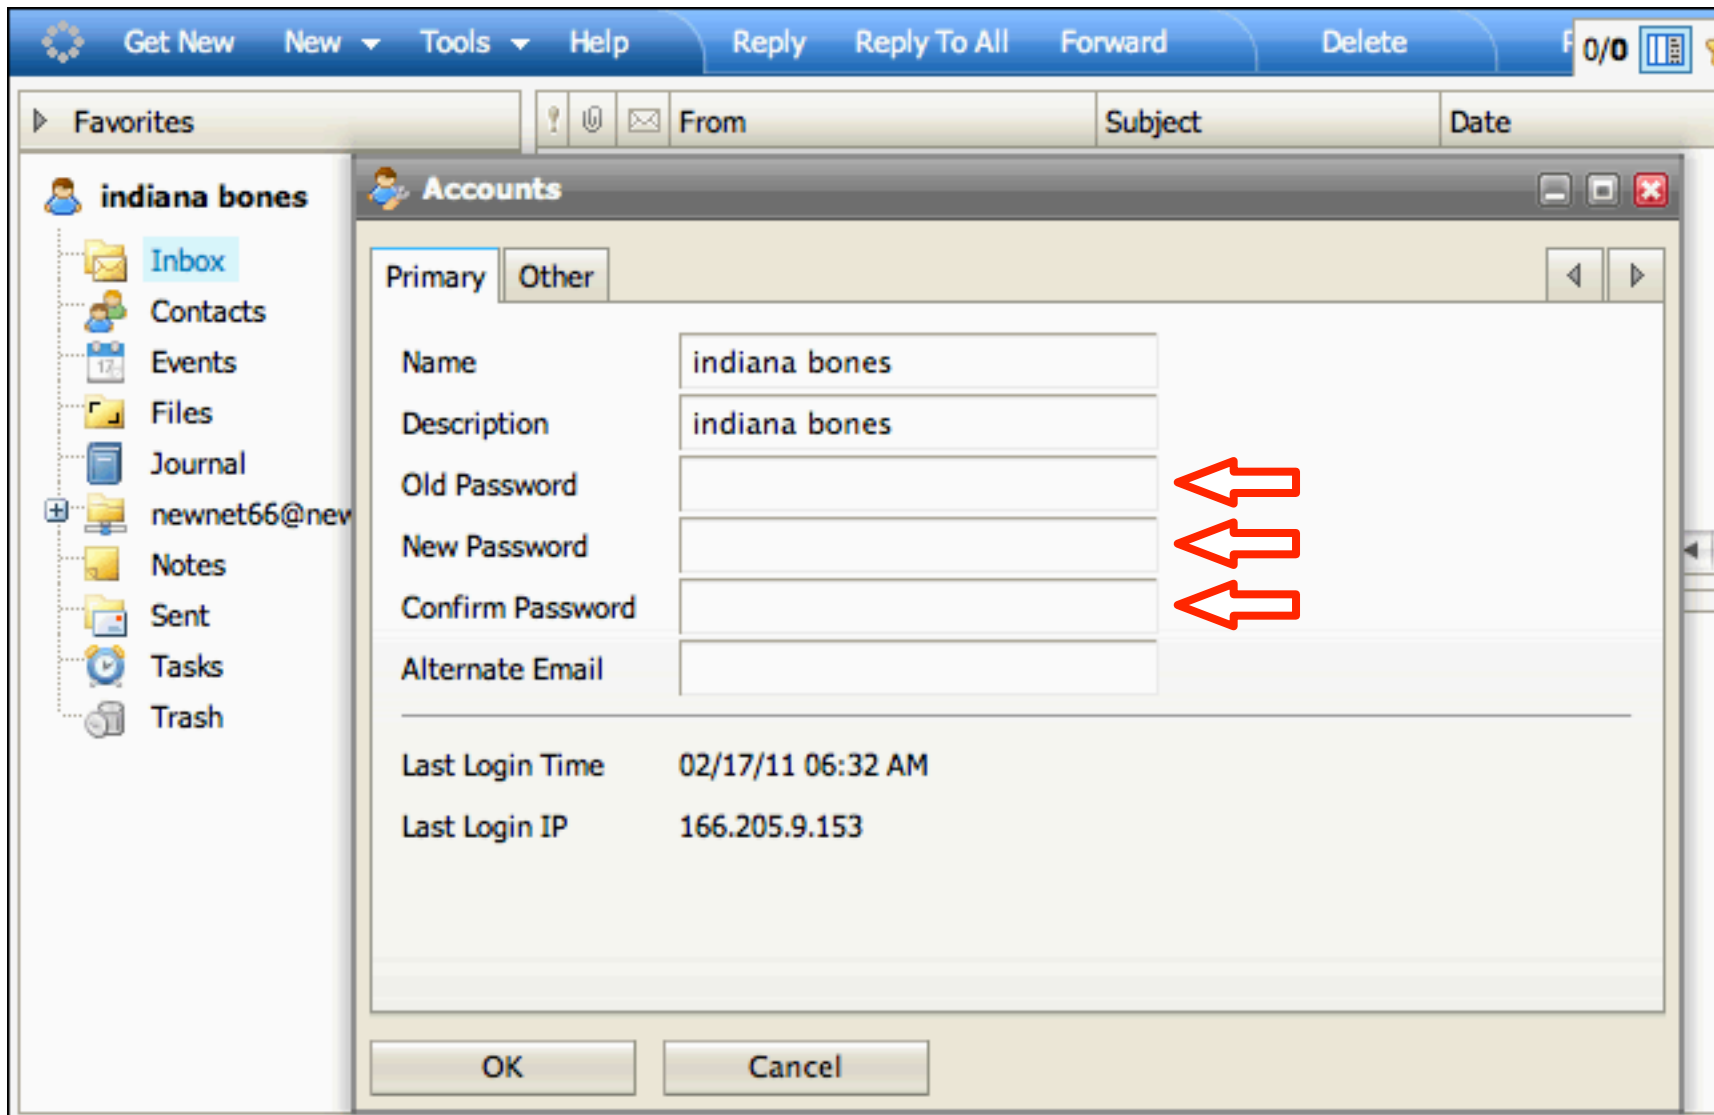 Get New New Tools Help Reply Reply To All Forward Delete 0/0
Favorites From Subject Date
indiana bones
Inbox
Contacts
Events
17
Files
Journal
newnet66@new
Notes
Sent
Tasks
Trash
Accounts
Primary Other
Name indiana bones
Description indiana bones
Old Password
New Password
Confirm Password
Alternate Email
Last Login Time 02/17/11 06:32 AM
Last Login IP 166.205.9.153
OK Cancel